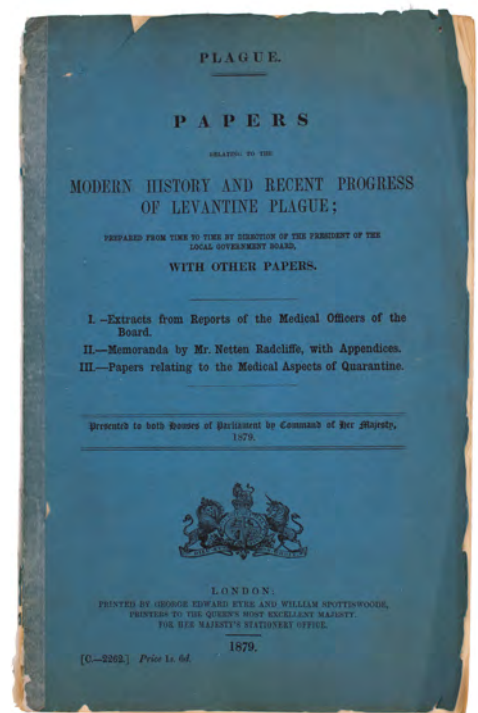 PLAGUE.
PAPERS
RELATING TO THE
MODERN HISTORY AND RECENT PROGRESS
OF LEVANTINE PLAGUE;
PREPARED FROM TIME TO TIME BY DIRECTION OF THE PRESIDENT OF THE
LOCAL GOVERNMENT BOARD,
WITH OTHER PAPERS.
I.—Extracts from Reports of the Medical Officers of the
Board.
II.—Memoranda by Mr. Netten Radcliffe, with Appendices.
III.—Papers relating to the Medical Aspects of Quarantine.
Presented to both Houses of Parliament by Command of Her Majesty,
1879.
LONDON:
PRINTED BY GEORGE EDWARD EYRE AND WILLIAM SPOTTISWOODE,
PRINTERS TO THE QUEEN'S MOST EXCELLENT MAJESTY.
FOR HER MAJESTY'S STATIONERY OFFICE.
1879.
[C.—2262.] Price 1s. 6d.